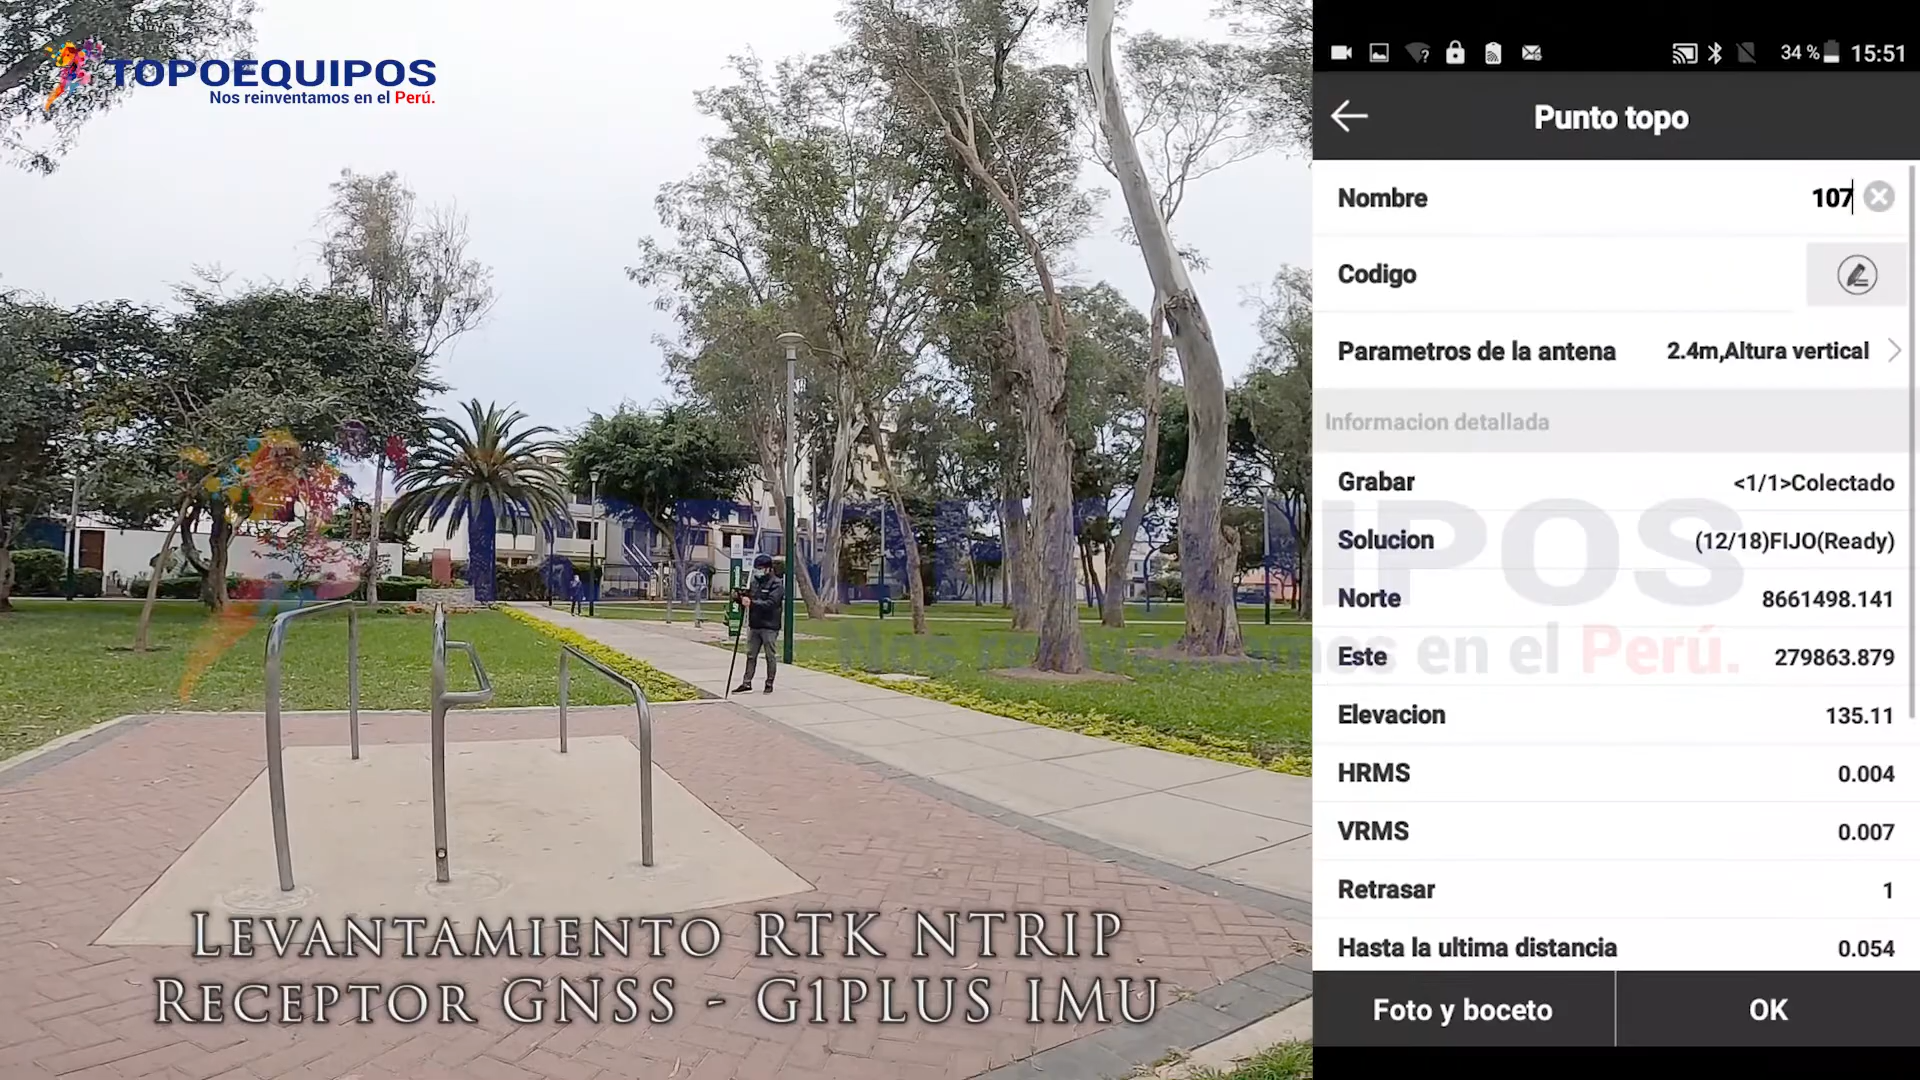 TOPOEQUIPOS
Nos reinventamos en el Perú.
LEVANTAMIENTO RTK NTRIP
RECEPTOR GNSS - G1PLUS IMU
34 % 15:51
Punto topo
Nombre 107
Codigo
Parametros de la antena 2.4m,Altura vertical
Informacion detallada
Grabar <1/1>Colectado
Solucion (12/18)FIJO(Ready)
Norte 8661498.141
Este 279863.879
Elevacion 135.11
HRMS 0.004
VRMS 0.007
Retrasar 1
Hasta la ultima distancia 0.054
Foto y boceto OK